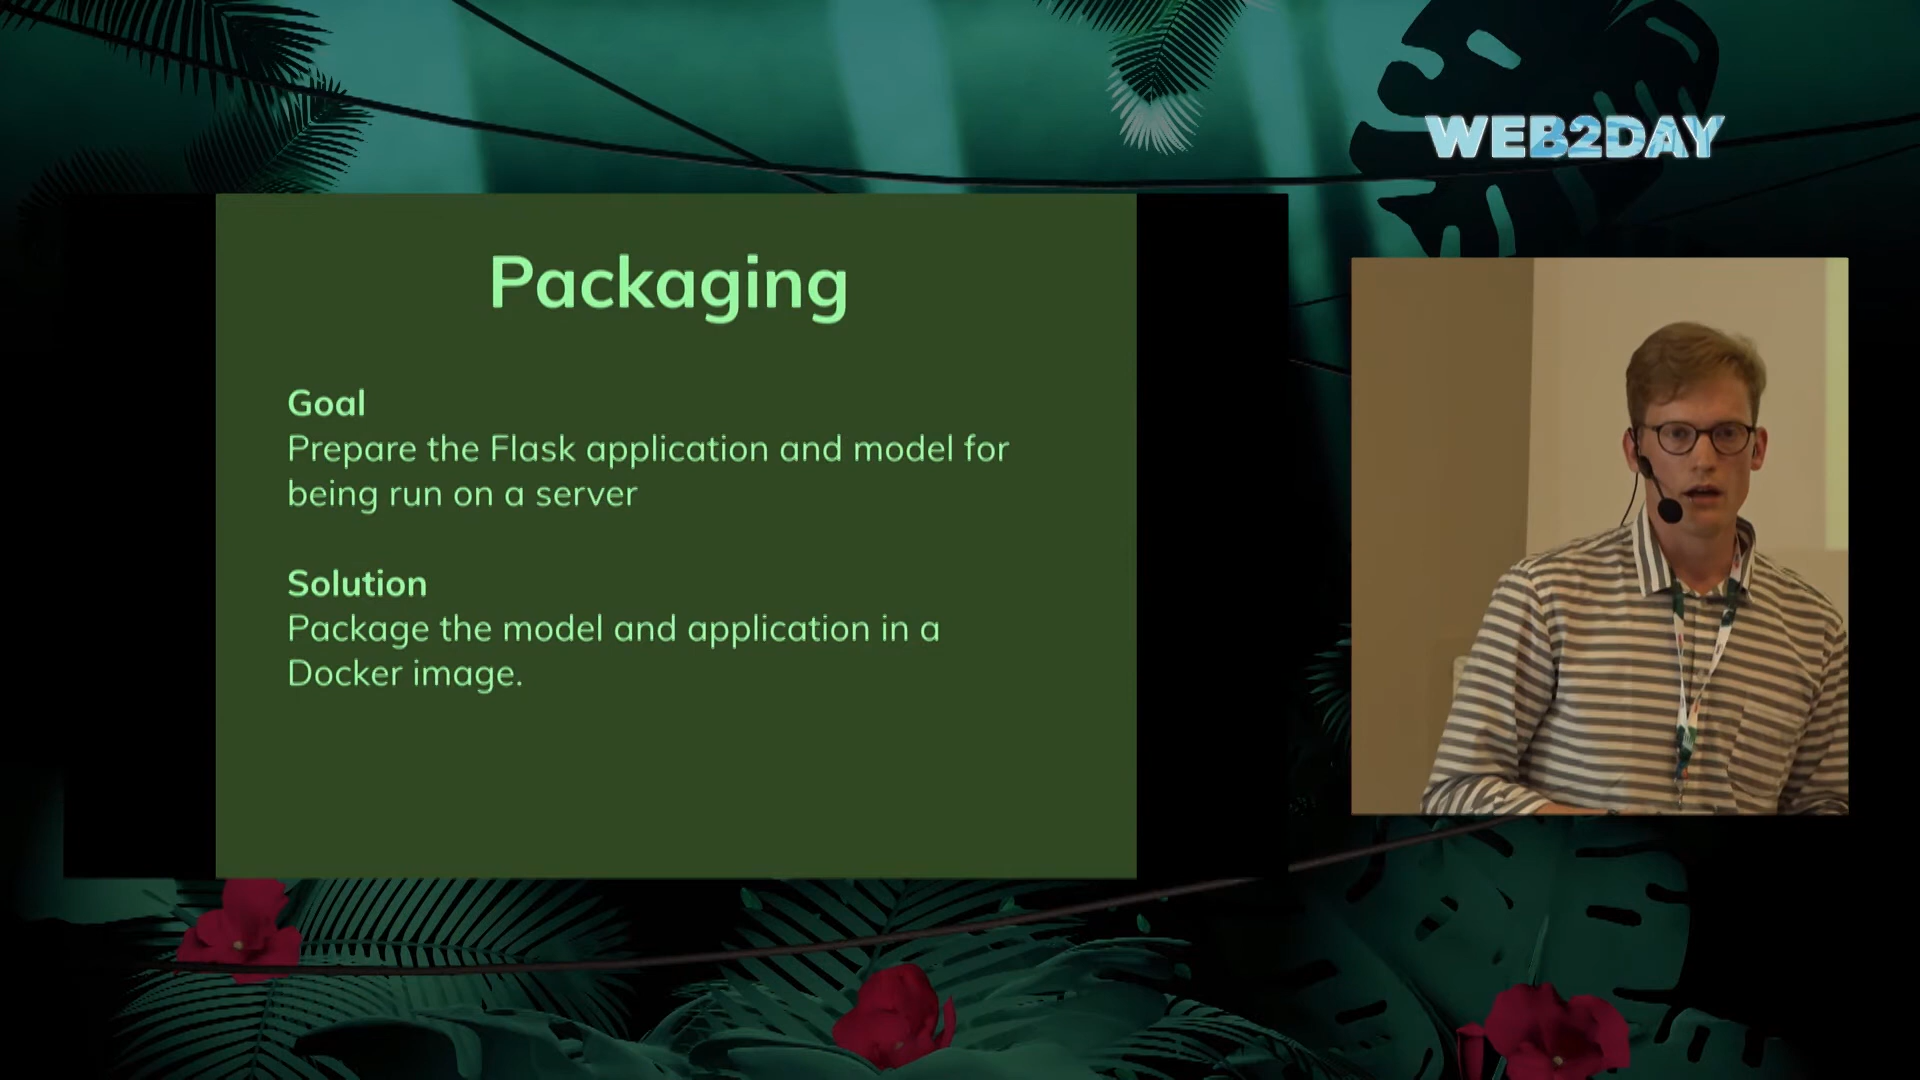 WEB2DAY
Packaging
Goal
Prepare the Flask application and model for
being run on a server
Solution
Package the model and application in a
Docker image.